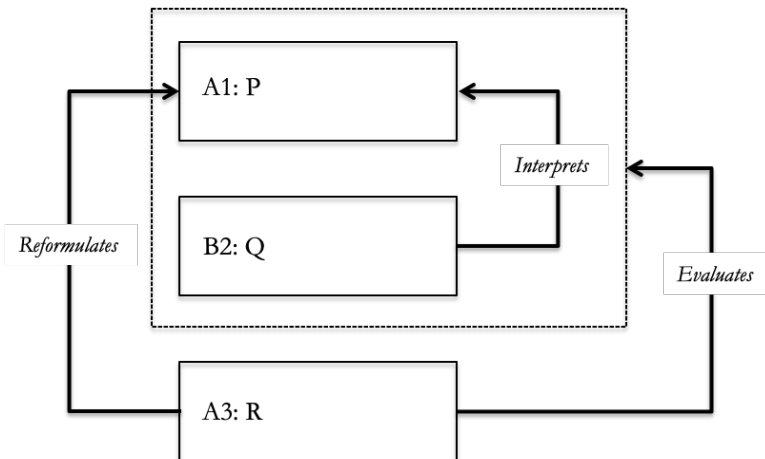 A1: P
Interprets
Reformulates
B2: Q
Evaluates
A3: R